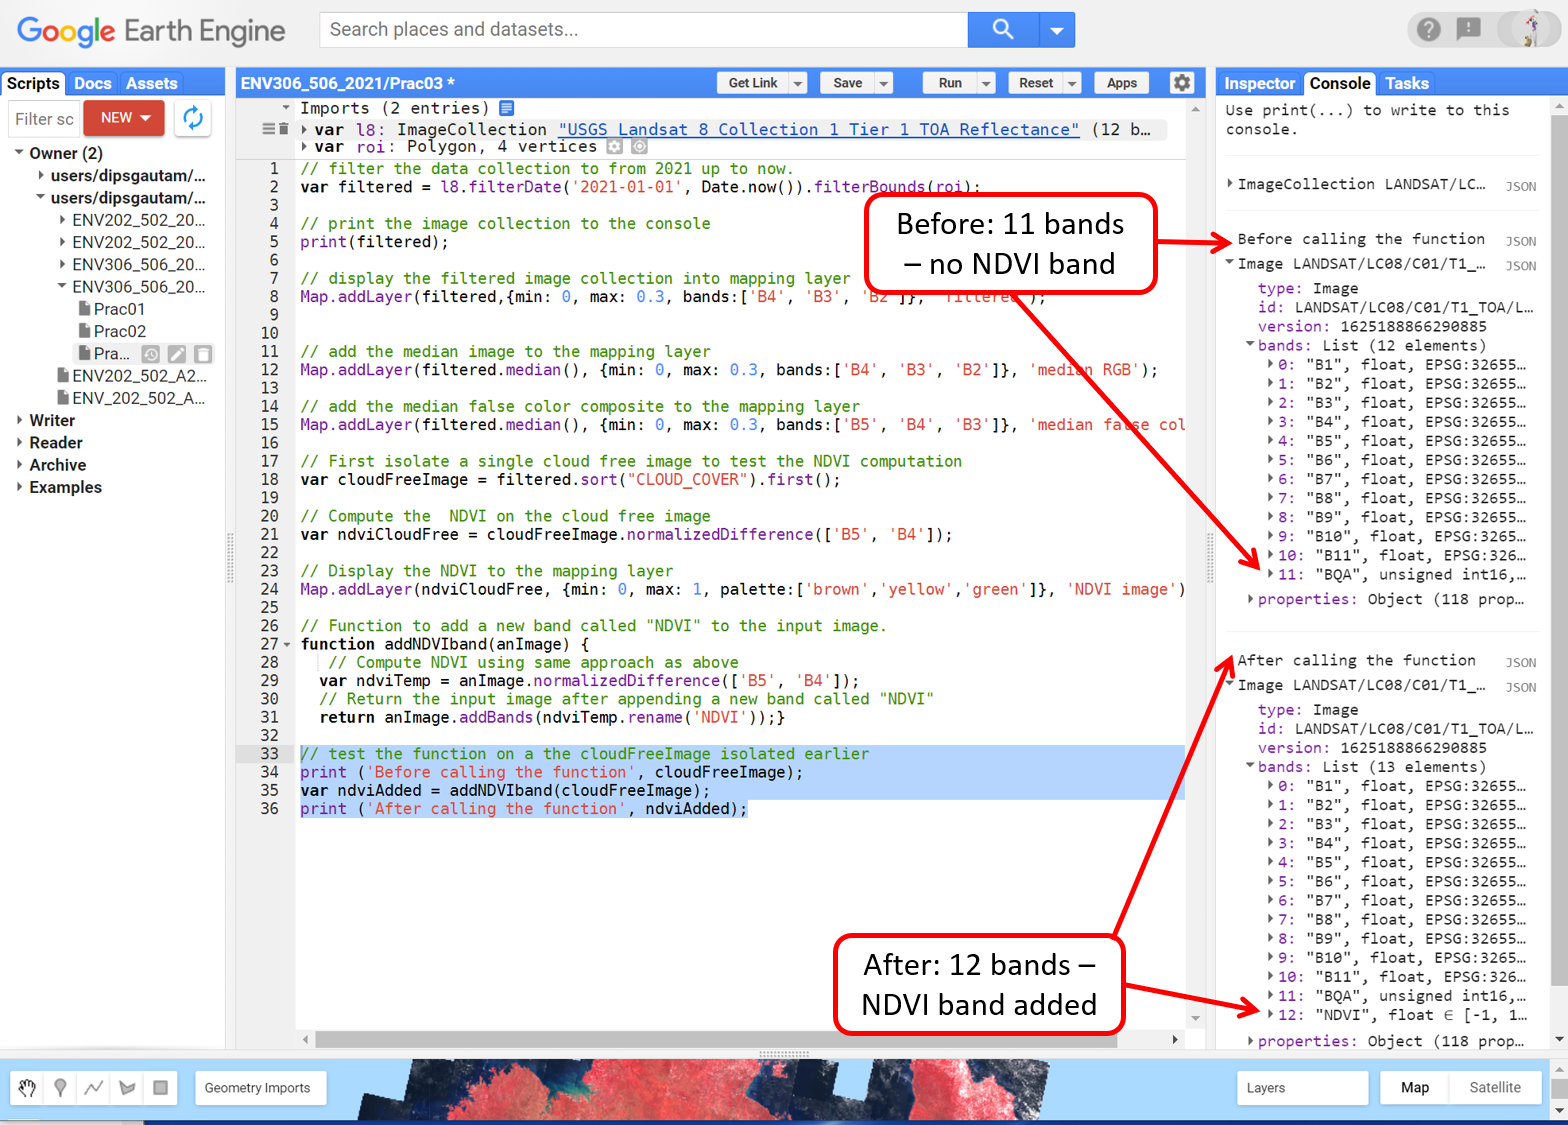 Google Earth Engine
Search places and datasets...
Scripts Docs Assets
Filter sc NEW
Owner (2)
users/dipsgautam/...
users/dipsgautam/...
ENV202_502_20...
ENV202_502_20...
ENV306_506_20...
ENV306_506_20...
Prac01
Prac02
Pra...
ENV202_502_A2...
ENV_202_502_A...
Writer
Reader
Archive
Examples
ENV306_506_2021/Prac03 *
Get Link Save Run Reset Apps
Imports (2 entries)
var l8: ImageCollection "USGS Landsat 8 Collection 1 Tier 1 TOA Reflectance" (12 b...
var roi: Polygon, 4 vertices
1 // filter the data collection to from 2021 up to now.
2 var filtered = l8.filterDate('2021-01-01', Date.now()).filterBounds(roi);
3
4 // print the image collection to the console
5 print(filtered);
6
7 // display the filtered image collection into mapping layer
8 Map.addLayer(filtered,{min: 0, max: 0.3, bands:['B4', 'B3', 'B2']}, 'filtered');
9
10
11 // add the median image to the mapping layer
12 Map.addLayer(filtered.median(), {min: 0, max: 0.3, bands:['B4', 'B3', 'B2']}, 'median RGB');
13
14 // add the median false color composite to the mapping layer
15 Map.addLayer(filtered.median(), {min: 0, max: 0.3, bands:['B5', 'B4', 'B3']}, 'median false col
16
17 // First isolate a single cloud free image to test the NDVI computation
18 var cloudFreeImage = filtered.sort("CLOUD_COVER").first();
19
20 // Compute the  NDVI on the cloud free image
21 var ndviCloudFree = cloudFreeImage.normalizedDifference(['B5', 'B4']);
22
23 // Display the NDVI to the mapping layer
24 Map.addLayer(ndviCloudFree, {min: 0, max: 1, palette:['brown','yellow','green']}, 'NDVI image')
25
26 // Function to add a new band called "NDVI" to the input image.
27 function addNDVIband(anImage) {
28 // Compute NDVI using same approach as above
29 var ndviTemp = anImage.normalizedDifference(['B5', 'B4']);
30 // Return the input image after appending a new band called "NDVI"
31 return anImage.addBands(ndviTemp.rename('NDVI'));}
32
33 // test the function on a the cloudFreeImage isolated earlier
34 print ('Before calling the function', cloudFreeImage);
35 var ndviAdded = addNDVIband(cloudFreeImage);
36 print ('After calling the function', ndviAdded);
Before: 11 bands
– no NDVI band
After: 12 bands –
NDVI band added
Inspector Console Tasks
Use print(...) to write to this
console.
ImageCollection LANDSAT/LC... JSON
Before calling the function JSON
Image LANDSAT/LC08/C01/T1_... JSON
type: Image
id: LANDSAT/LC08/C01/T1_TOA/L...
version: 1625188866290885
bands: List (12 elements)
0: "B1", float, EPSG:32655...
1: "B2", float, EPSG:32655...
2: "B3", float, EPSG:32655...
3: "B4", float, EPSG:32655...
4: "B5", float, EPSG:32655...
5: "B6", float, EPSG:32655...
6: "B7", float, EPSG:32655...
7: "B8", float, EPSG:32655...
8: "B9", float, EPSG:32655...
9: "B10", float, EPSG:3265...
10: "B11", float, EPSG:326...
11: "BQA", unsigned int16,...
properties: Object (118 prop...
After calling the function JSON
Image LANDSAT/LC08/C01/T1_... JSON
type: Image
id: LANDSAT/LC08/C01/T1_TOA/L...
version: 1625188866290885
bands: List (13 elements)
0: "B1", float, EPSG:32655...
1: "B2", float, EPSG:32655...
2: "B3", float, EPSG:32655...
3: "B4", float, EPSG:32655...
4: "B5", float, EPSG:32655...
5: "B6", float, EPSG:32655...
6: "B7", float, EPSG:32655...
7: "B8", float, EPSG:32655...
8: "B9", float, EPSG:32655...
9: "B10", float, EPSG:3265...
10: "B11", float, EPSG:326...
11: "BQA", unsigned int16,...
12: "NDVI", float ∈ [-1, 1...
properties: Object (118 prop...
Geometry Imports
Layers
Map Satellite